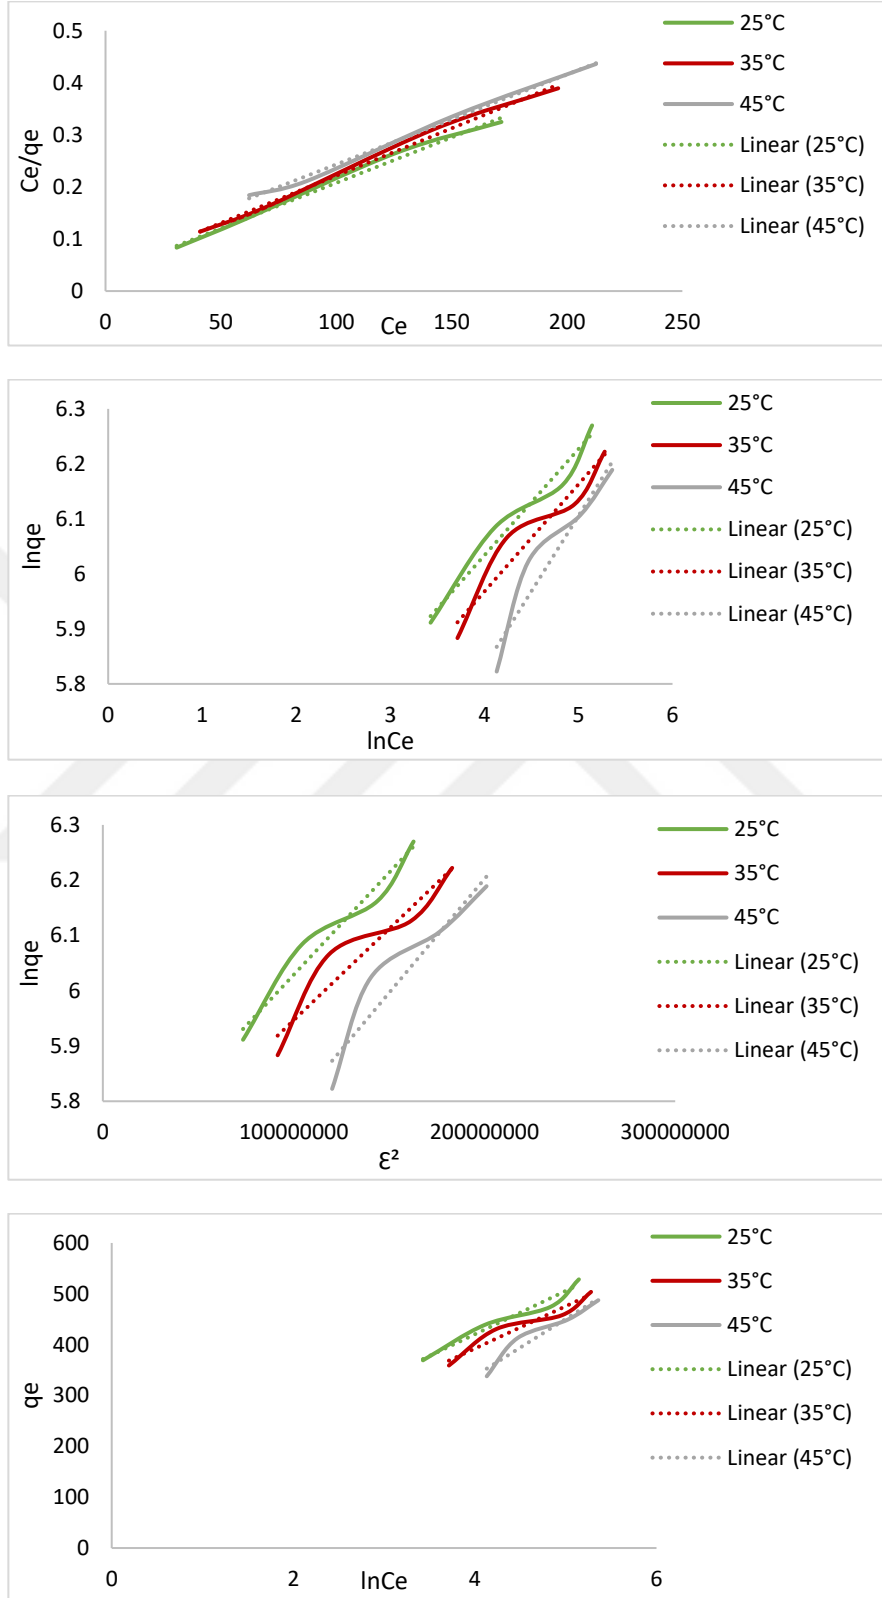 0.5
0.4
0.3
0.2
0.1
0
Ce/qe
0 50 100 150 200 250
Ce
25°C
35°C
45°C
Linear (25°C)
Linear (35°C)
Linear (45°C)
6.3
6.2
6.1
6
5.9
5.8
lnqe
0 1 2 3 4 5 6
lnCe
25°C
35°C
45°C
Linear (25°C)
Linear (35°C)
Linear (45°C)
6.3
6.2
6.1
6
5.9
5.8
lnqe
0 100000000 200000000 300000000
Ɛ²
25°C
35°C
45°C
Linear (25°C)
Linear (35°C)
Linear (45°C)
600
500
400
300
200
100
0
qe
0 2 4 6
lnCe
25°C
35°C
45°C
Linear (25°C)
Linear (35°C)
Linear (45°C)